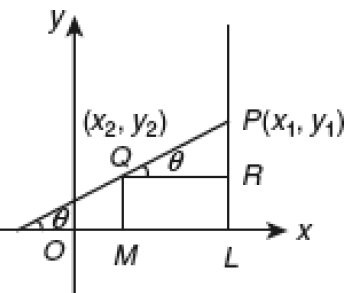 y
(x₂, y₂)
P(x₁, y₁)
Q
θ
R
θ
x
O
M
L